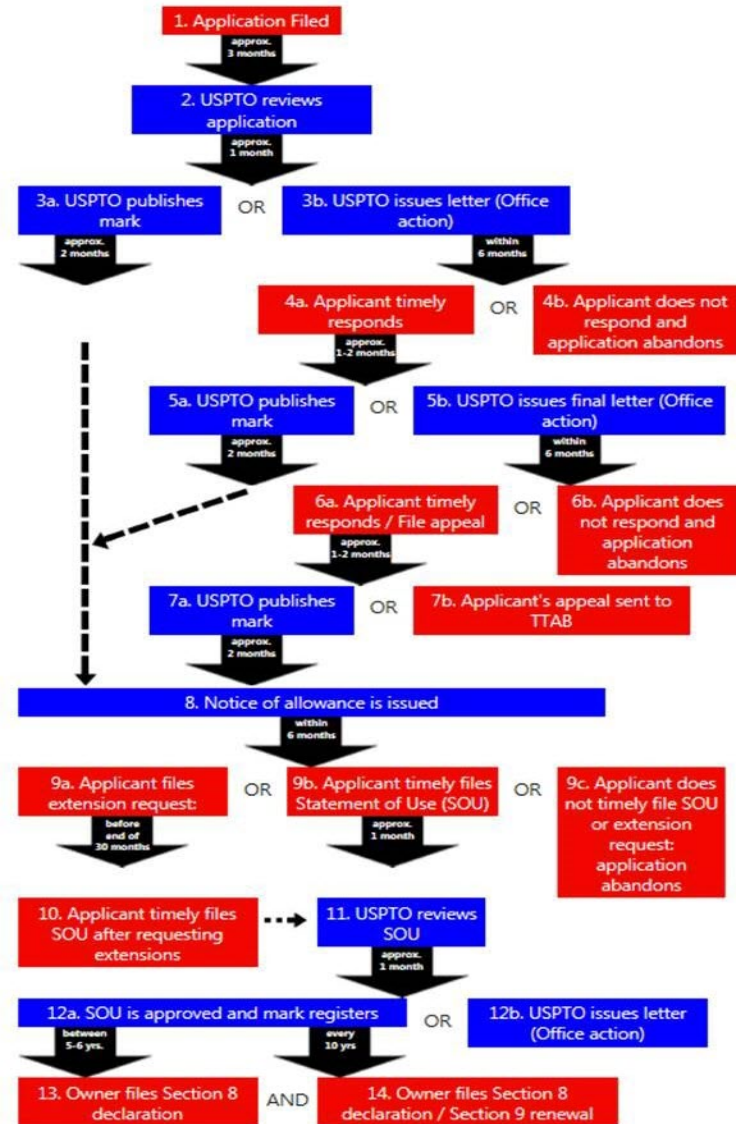 1. Application Filed
approx.
3 months
2. USPTO reviews
application
approx.
1 month
3a. USPTO publishes
mark
OR
3b. USPTO issues letter (Office
action)
approx.
2 months
within
6 months
4a. Applicant timely
responds
OR
4b. Applicant does not
respond and
application abandons
approx.
1-2 months
5a. USPTO publishes
mark
OR
5b. USPTO issues final letter (Office
action)
approx.
2 months
within
6 months
6a. Applicant timely
responds / File appeal
OR
6b. Applicant does
not respond and
application
abandons
approx.
1-2 months
7a. USPTO publishes
mark
OR
7b. Applicant's appeal sent to
TTAB
approx.
2 months
8. Notice of allowance is issued
within
6 months
9a. Applicant files
extension request:
OR
9b. Applicant timely files
Statement of Use (SOU)
OR
9c. Applicant does
not timely file SOU
or extension
request:
application
abandons
before
end of
30 months
approx.
1 month
10. Applicant timely files
SOU after requesting
extensions
11. USPTO reviews
SOU
approx.
1 month
12a. SOU is approved and mark registers
OR
12b. USPTO issues letter
(Office action)
between
5-6 yrs.
every
10 yrs
13. Owner files Section 8
declaration
AND
14. Owner files Section 8
declaration / Section 9 renewal